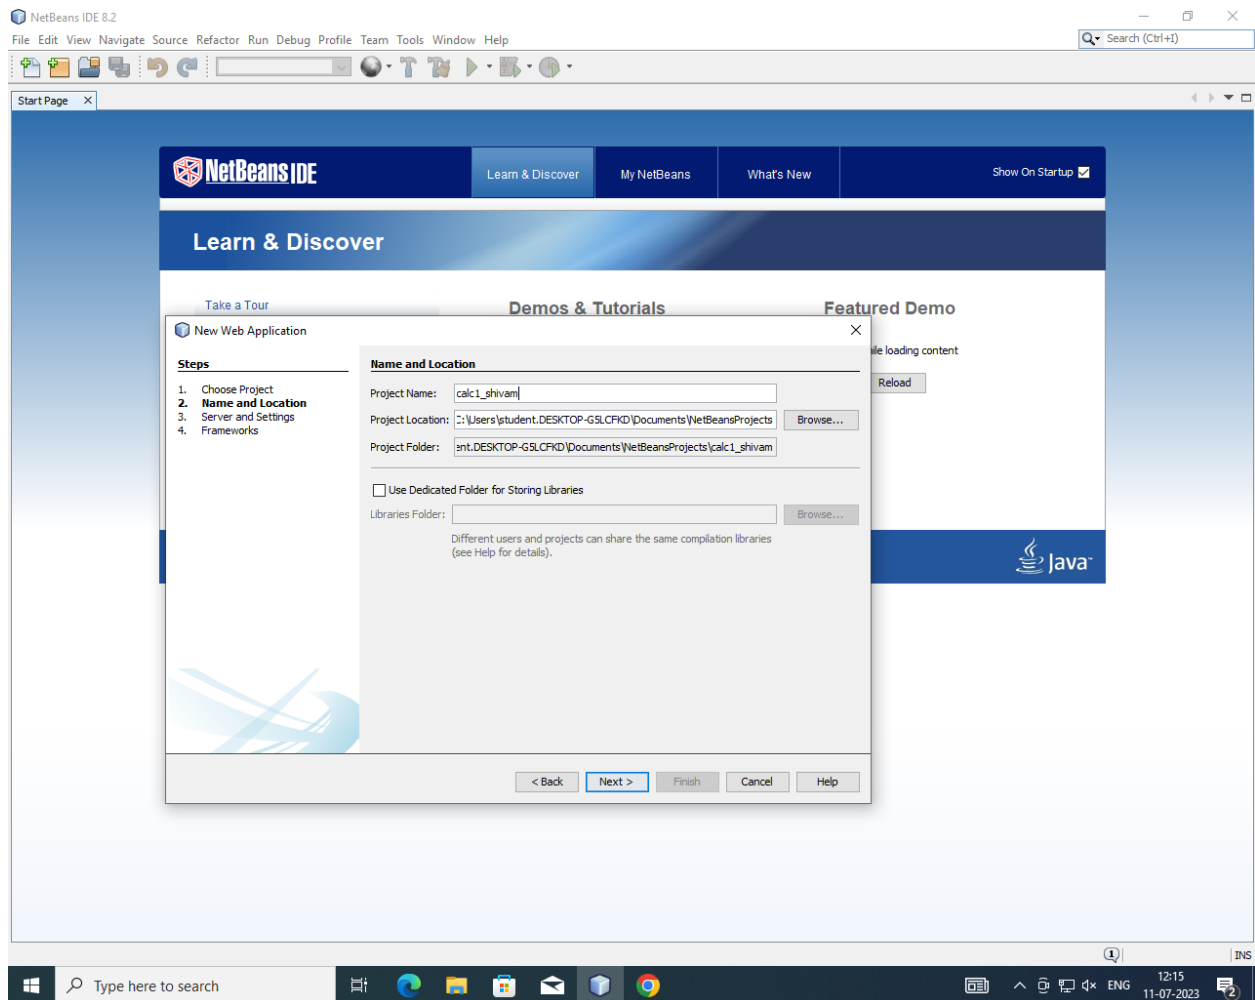 NetBeans IDE 8.2
File Edit View Navigate Source Refactor Run Debug Profile Team Tools Window Help
Search (Ctrl+I)
Start Page
NetBeans IDE
Learn & Discover
My NetBeans
What's New
Show On Startup
Learn & Discover
Take a Tour
Demos & Tutorials
Featured Demo
New Web Application
ile loading content
Reload
Steps
1. Choose Project
2. Name and Location
3. Server and Settings
4. Frameworks
Name and Location
Project Name: calc1_shivam
Project Location: C:\Users\student.DESKTOP-G5LCFKD\Documents\NetBeansProjects Browse...
Project Folder: ent.DESKTOP-G5LCFKD\Documents\NetBeansProjects\calc1_shivam
Use Dedicated Folder for Storing Libraries
Libraries Folder: Browse...
Different users and projects can share the same compilation libraries
(see Help for details).
Java
< Back Next > Finish Cancel Help
1 INS
Type here to search
ENG
12:15
11-07-2023
2